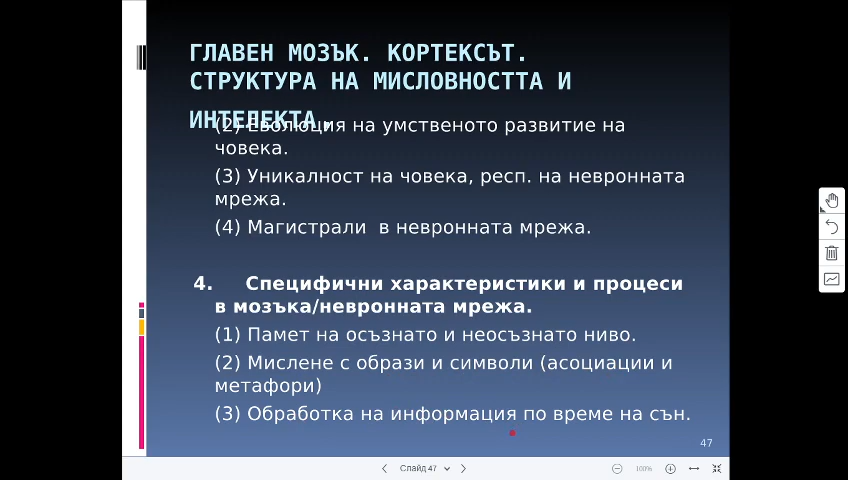 ГЛАВЕН МОЗЪК. КОРТЕКСЪТ.
СТРУКТУРА НА МИСЛОВНОСТТА И
ИНТЕЛЕКТА.
(2) Еволюция на умственото развитие на
човека.
(3) Уникалност на човека, респ. на невронната
мрежа.
(4) Магистрали в невронната мрежа.
4. Специфични характеристики и процеси
в мозъка/невронната мрежа.
(1) Памет на осъзнато и неосъзнато ниво.
(2) Мислене с образи и символи (асоциации и
метафори)
(3) Обработка на информация по време на сън.
47
Слайд 47
100%